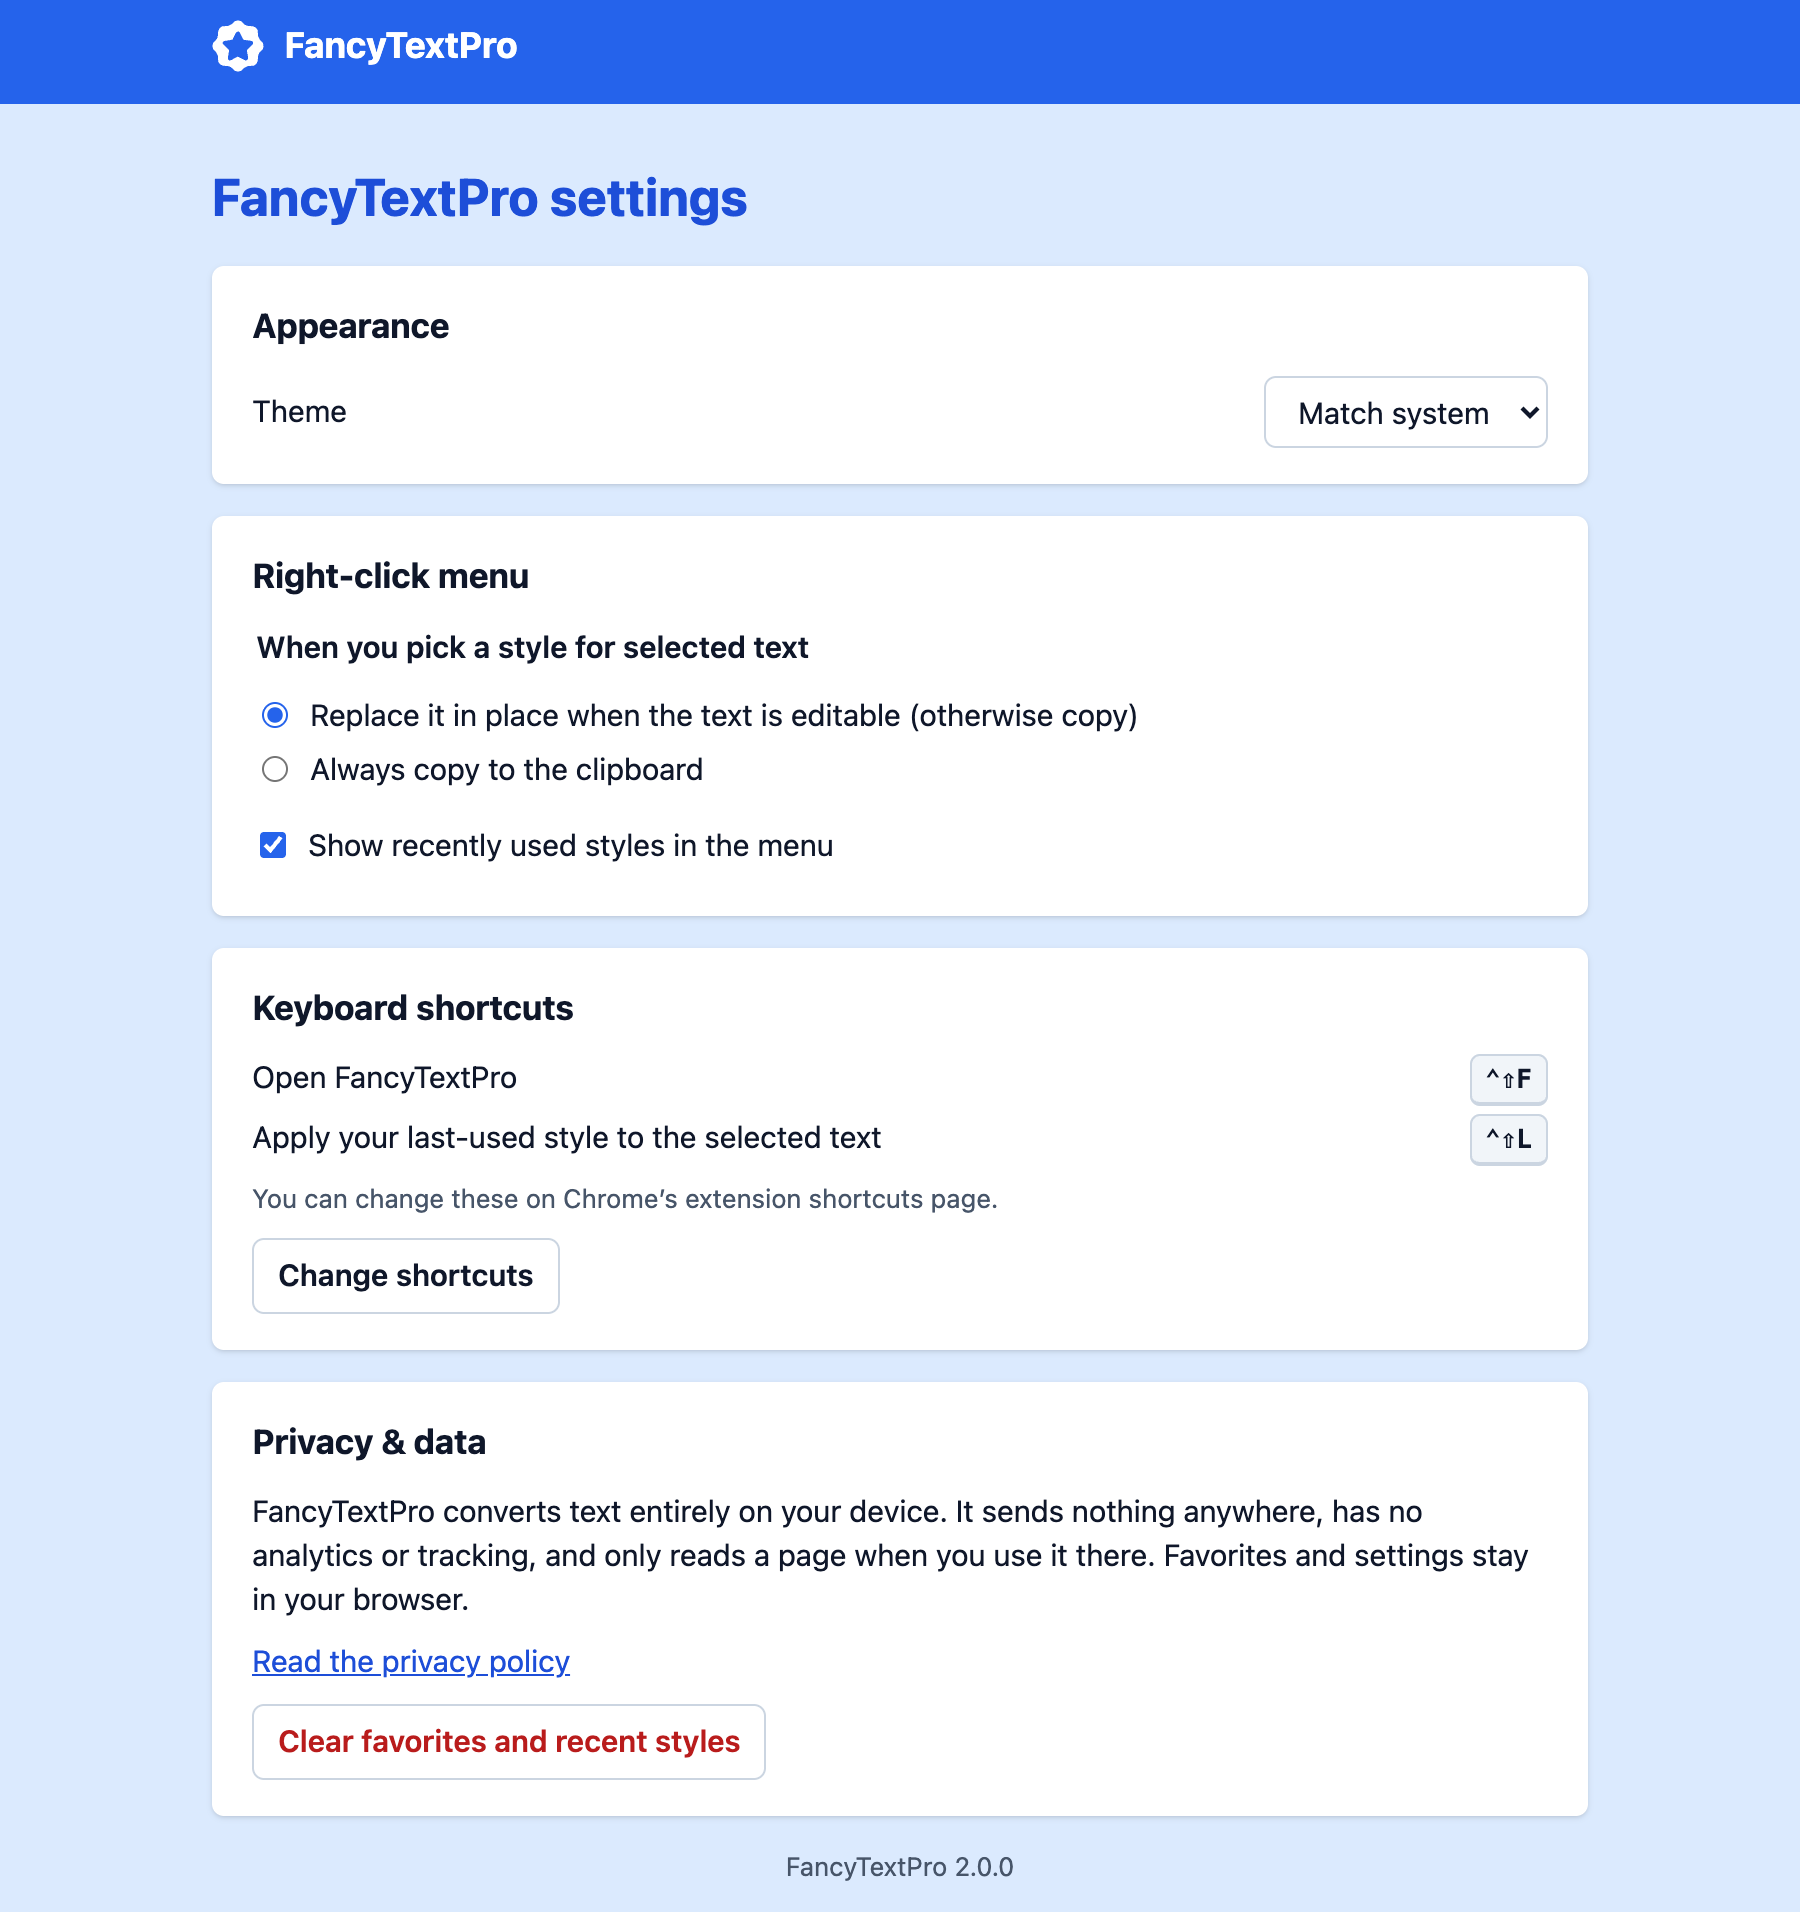 FancyTextPro
FancyTextPro settings
Appearance
Theme
Match system
Right-click menu
When you pick a style for selected text
Replace it in place when the text is editable (otherwise copy)
Always copy to the clipboard
Show recently used styles in the menu
Keyboard shortcuts
Open FancyTextPro
^⇧F
Apply your last-used style to the selected text
^⇧L
You can change these on Chrome’s extension shortcuts page.
Change shortcuts
Privacy & data
FancyTextPro converts text entirely on your device. It sends nothing anywhere, has no
analytics or tracking, and only reads a page when you use it there. Favorites and settings stay
in your browser.
Read the privacy policy
Clear favorites and recent styles
FancyTextPro 2.0.0